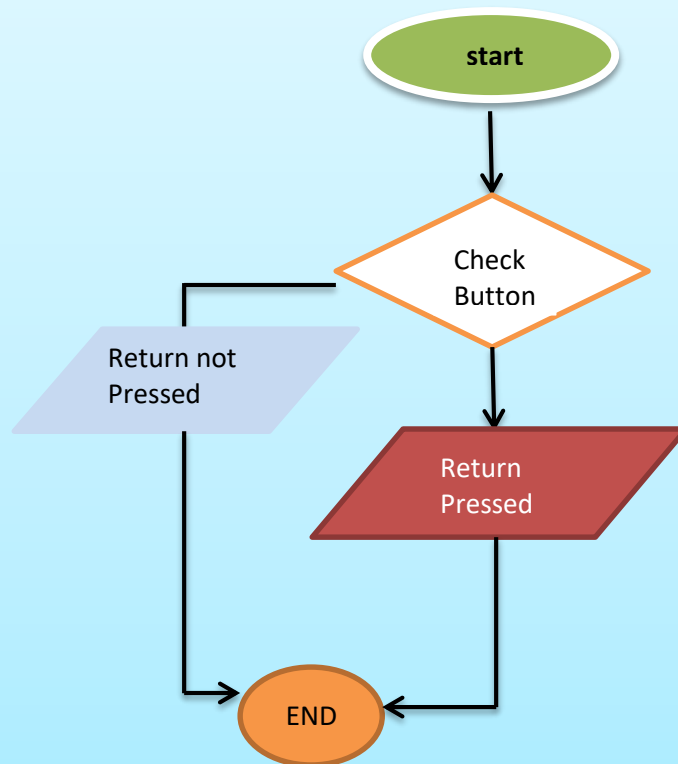 start
Check
Button
Return not
Pressed
Return
Pressed
END